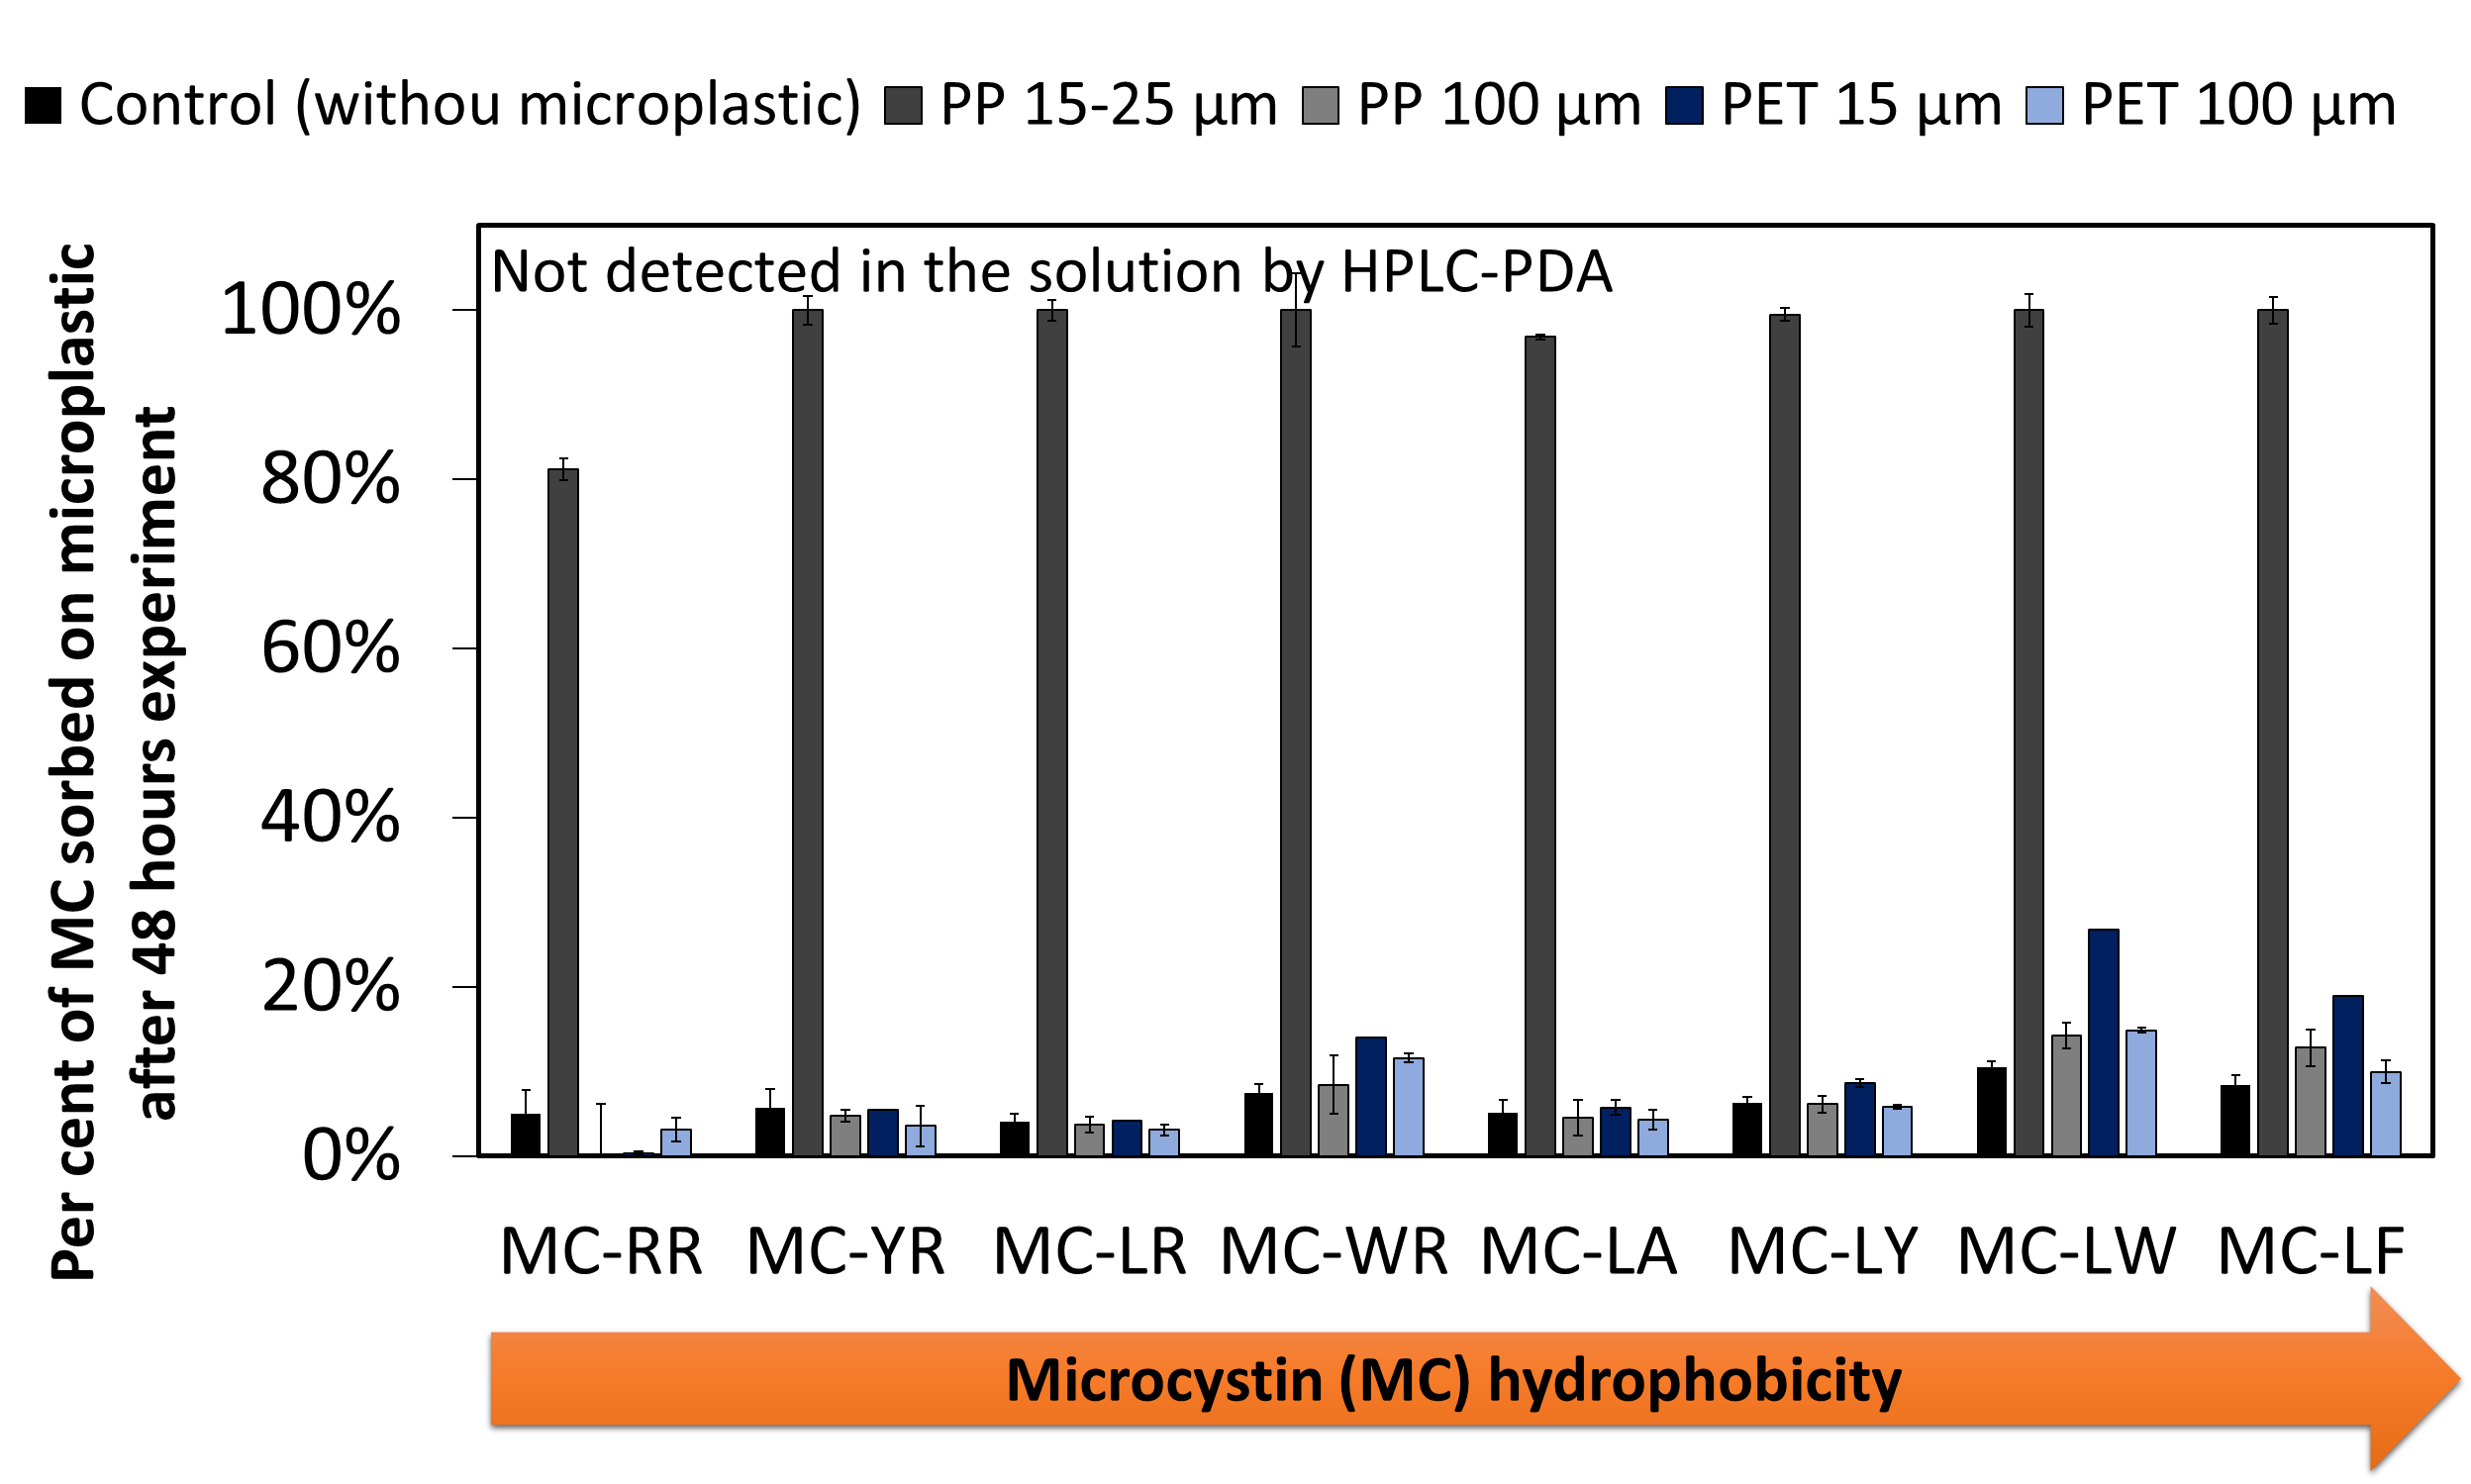 Control (withou microplastic) PP 15-25 µm PP 100 µm PET 15 µm PET 100 µm
Per cent of MC sorbed on microplastic
after 48 hours experiment
Not detected in the solution by HPLC-PDA
100%
80%
60%
40%
20%
0%
MC-RR MC-YR MC-LR MC-WR MC-LA MC-LY MC-LW MC-LF
Microcystin (MC) hydrophobicity